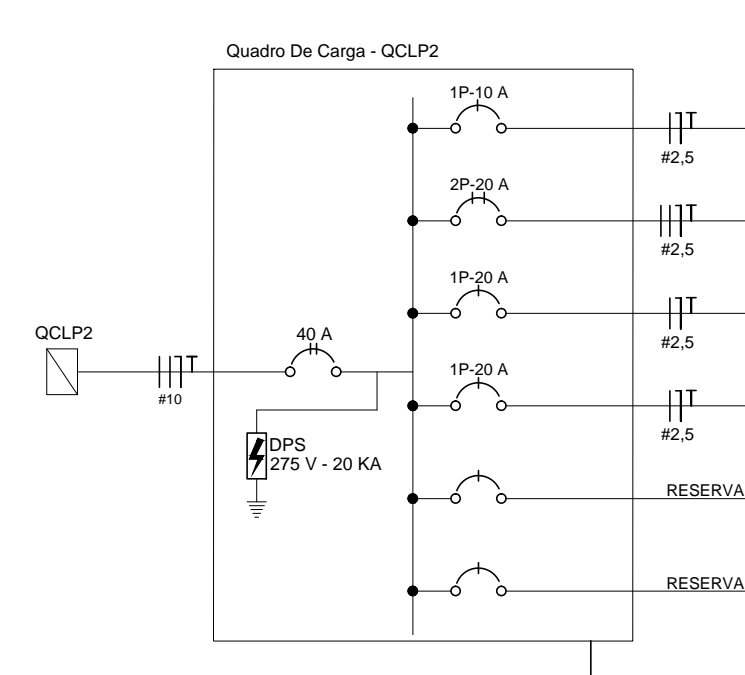 Quadro De Carga - QCLP2
1P-10 A
#2,5
2P-20 A
#2,5
1P-20 A
#2,5
QCLP2
40 A
#10
1P-20 A
#2,5
DPS
275 V - 20 KA
RESERVA
RESERVA